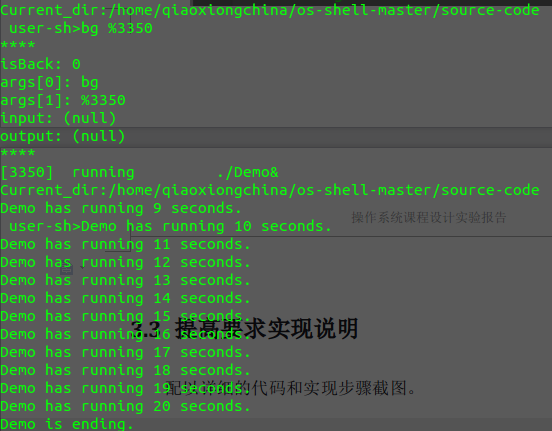 Current_dir:/home/qiaoxiongchina/os-shell-master/source-code
user-sh>bg %3350
****
isBack: 0
args[0]: bg
args[1]: %3350
input: (null)
output: (null)
****
[3350] running ./Demo&
Current_dir:/home/qiaoxiongchina/os-shell-master/source-code
Demo has running 9 seconds.
操作系统课程设计实验报告
user-sh>Demo has running 10 seconds.
Demo has running 11 seconds.
Demo has running 12 seconds.
Demo has running 13 seconds.
Demo has running 14 seconds.
Demo has running 15 seconds.
提高要求实现说明
Demo has running 16 seconds.
Demo has running 17 seconds.
Demo has running 18 seconds.
配以详细的代码和实现步骤截图。
Demo has running 19 seconds.
Demo has running 20 seconds.
Demo is ending.